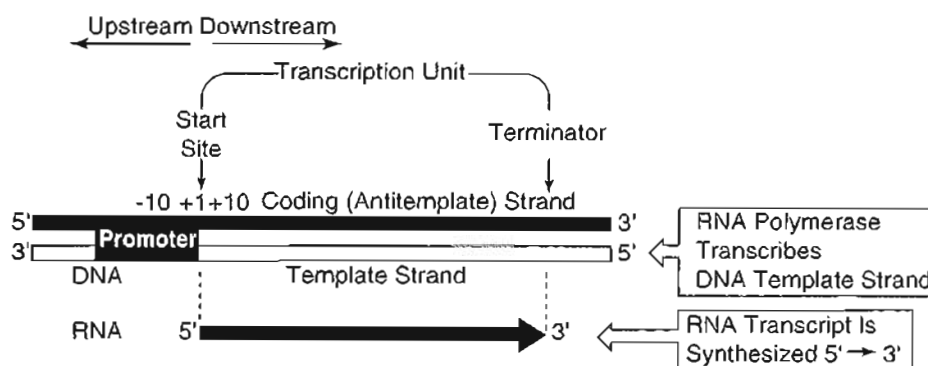 Upstream Downstream
Transcription Unit
Start
Site
Terminator
-10 +1 +10 Coding (Antitemplate) Strand
5' 3'
Promoter
3' 5'
DNA Template Strand
RNA Polymerase
Transcribes
DNA Template Strand
RNA 5' 3'
RNA Transcript Is
Synthesized 5' → 3'